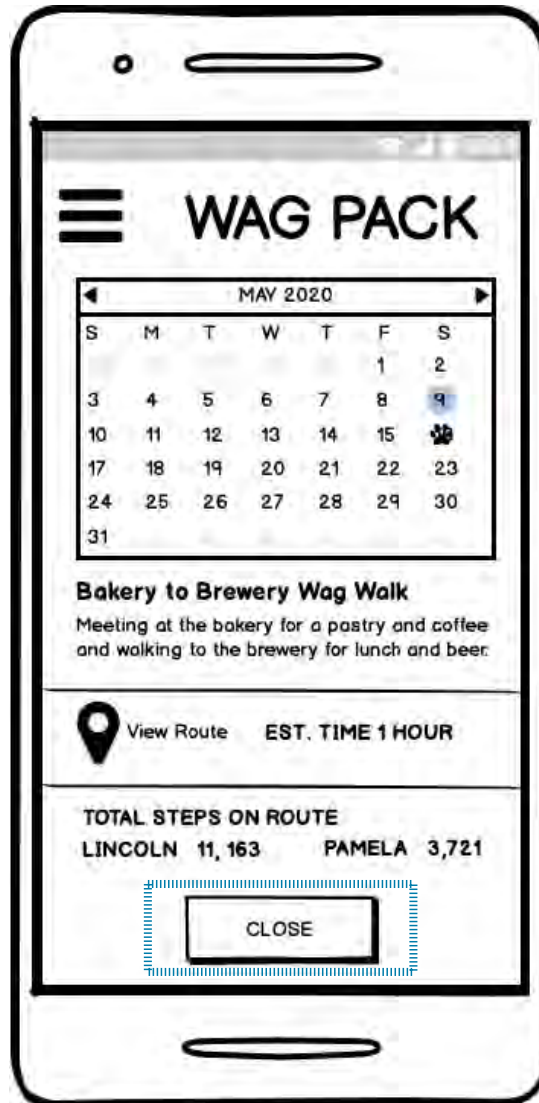 WAG PACK
MAY 2020
S M T W T F S
1 2
3 4 5 6 7 8 9
10 11 12 13 14 15
17 18 19 20 21 22 23
24 25 26 27 28 29 30
31
Bakery to Brewery Wag Walk
Meeting at the bakery for a pastry and coffee
and walking to the brewery for lunch and beer.
View Route EST. TIME 1 HOUR
TOTAL STEPS ON ROUTE
LINCOLN 11,163 PAMELA 3,721
CLOSE